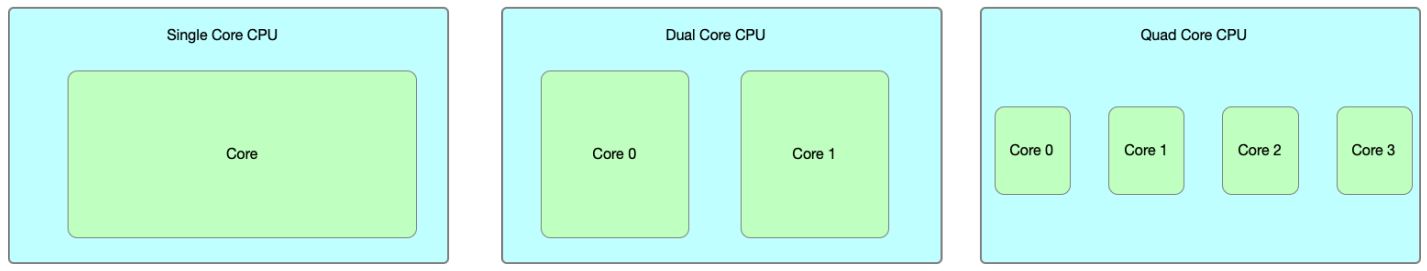 Single Core CPU
Core
Dual Core CPU
Core 0
Core 1
Quad Core CPU
Core 0
Core 1
Core 2
Core 3